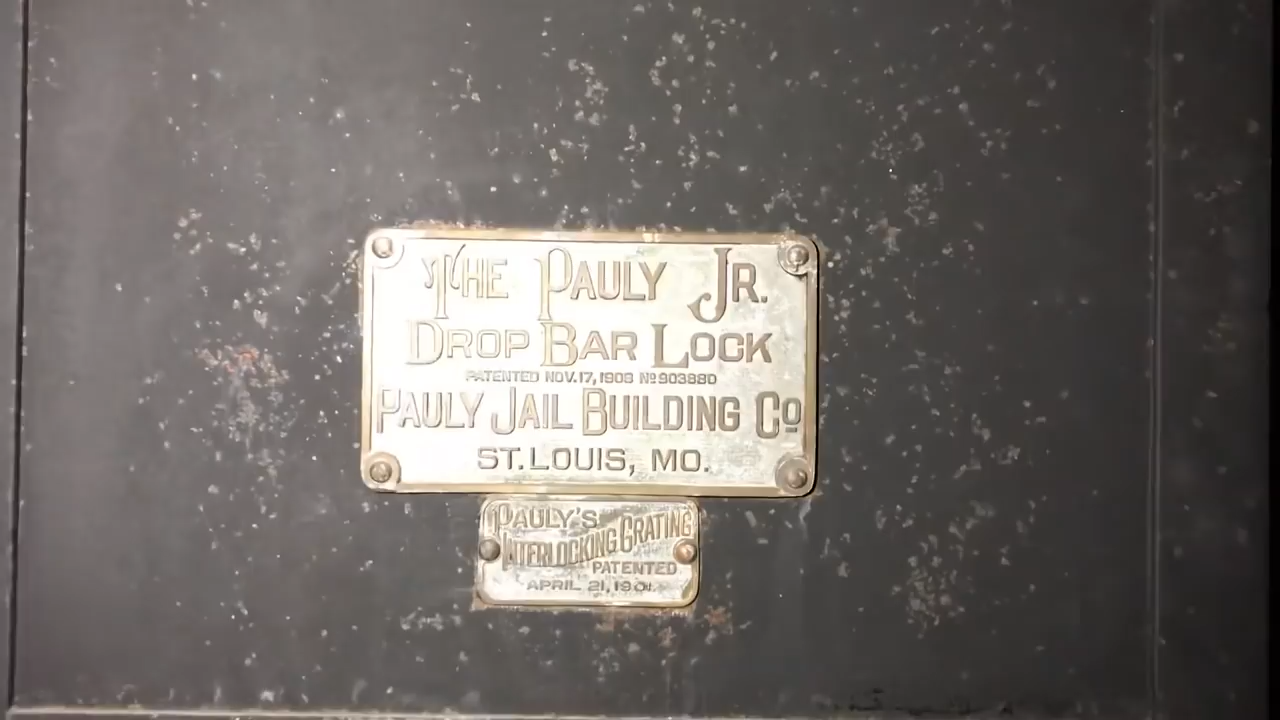 THE PAULY JR.
DROP BAR LOCK
PATENTED NOV. 17, 1908 No 903880
PAULY JAIL BUILDING Co
ST. LOUIS, MO.
PAULY'S
INTERLOCKING GRATING
PATENTED
APRIL 21, 1901